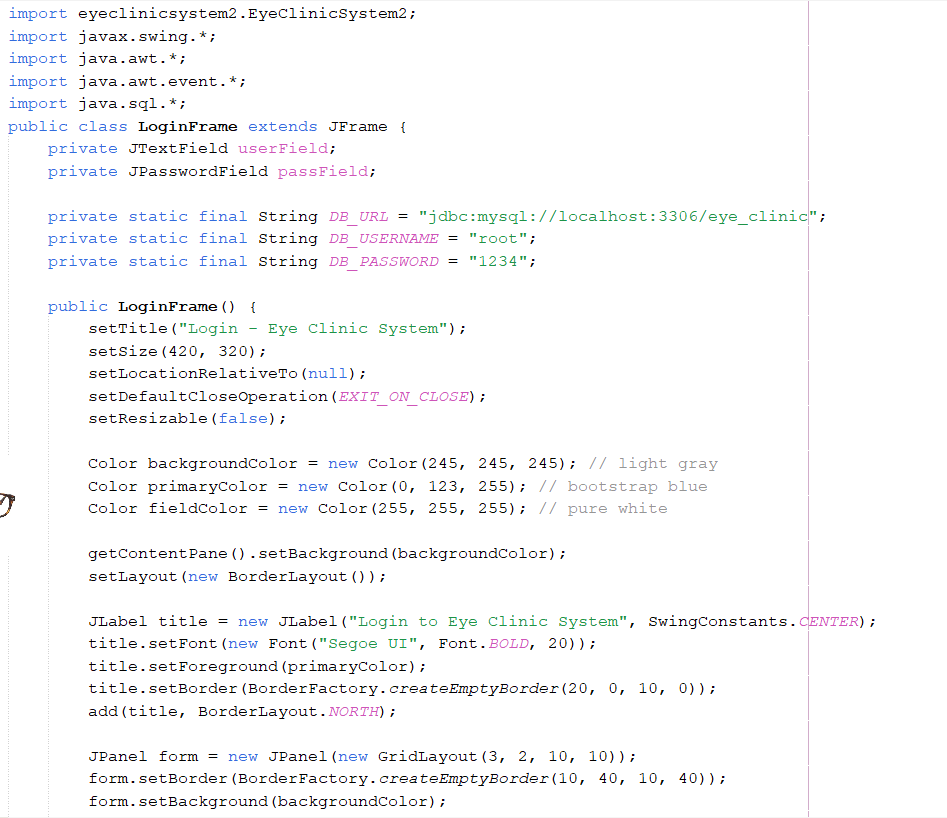 import eyeclinicsystem2.EyeClinicSystem2;
import javax.swing.*;
import java.awt.*;
import java.awt.event.*;
import java.sql.*;
public class LoginFrame extends JFrame {
    private JTextField userField;
    private JPasswordField passField;

    private static final String DB_URL = "jdbc:mysql://localhost:3306/eye_clinic";
    private static final String DB_USERNAME = "root";
    private static final String DB_PASSWORD = "1234";

    public LoginFrame() {
        setTitle("Login - Eye Clinic System");
        setSize(420, 320);
        setLocationRelativeTo(null);
        setDefaultCloseOperation(EXIT_ON_CLOSE);
        setResizable(false);

        Color backgroundColor = new Color(245, 245, 245); // light gray
        Color primaryColor = new Color(0, 123, 255); // bootstrap blue
        Color fieldColor = new Color(255, 255, 255); // pure white

        getContentPane().setBackground(backgroundColor);
        setLayout(new BorderLayout());

        JLabel title = new JLabel("Login to Eye Clinic System", SwingConstants.CENTER);
        title.setFont(new Font("Segoe UI", Font.BOLD, 20));
        title.setForeground(primaryColor);
        title.setBorder(BorderFactory.createEmptyBorder(20, 0, 10, 0));
        add(title, BorderLayout.NORTH);

        JPanel form = new JPanel(new GridLayout(3, 2, 10, 10));
        form.setBorder(BorderFactory.createEmptyBorder(10, 40, 10, 40));
        form.setBackground(backgroundColor);